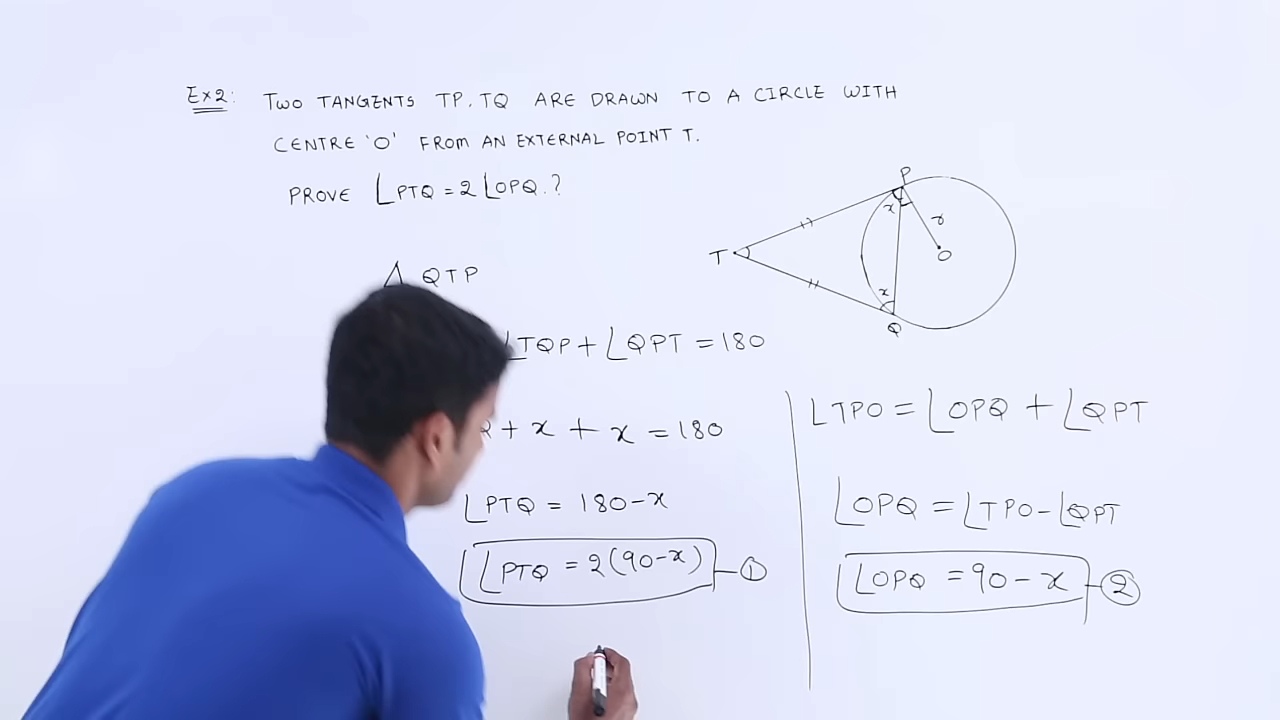 Ex2: TWO TANGENTS TP, TQ ARE DRAWN TO A CIRCLE WITH
CENTRE 'O' FROM AN EXTERNAL POINT T.
PROVE ∠PTQ = 2 ∠OPQ.?
P
x
r
T
O
x
Q
△ QTP
∠TQP + ∠QPT = 180
+ x + x = 180
∠PTQ = 180-x
∠PTQ = 2(90-x) —①
∠TPO = ∠OPQ + ∠QPT
∠OPQ = ∠TPO - ∠QPT
∠OPQ = 90 - x —②